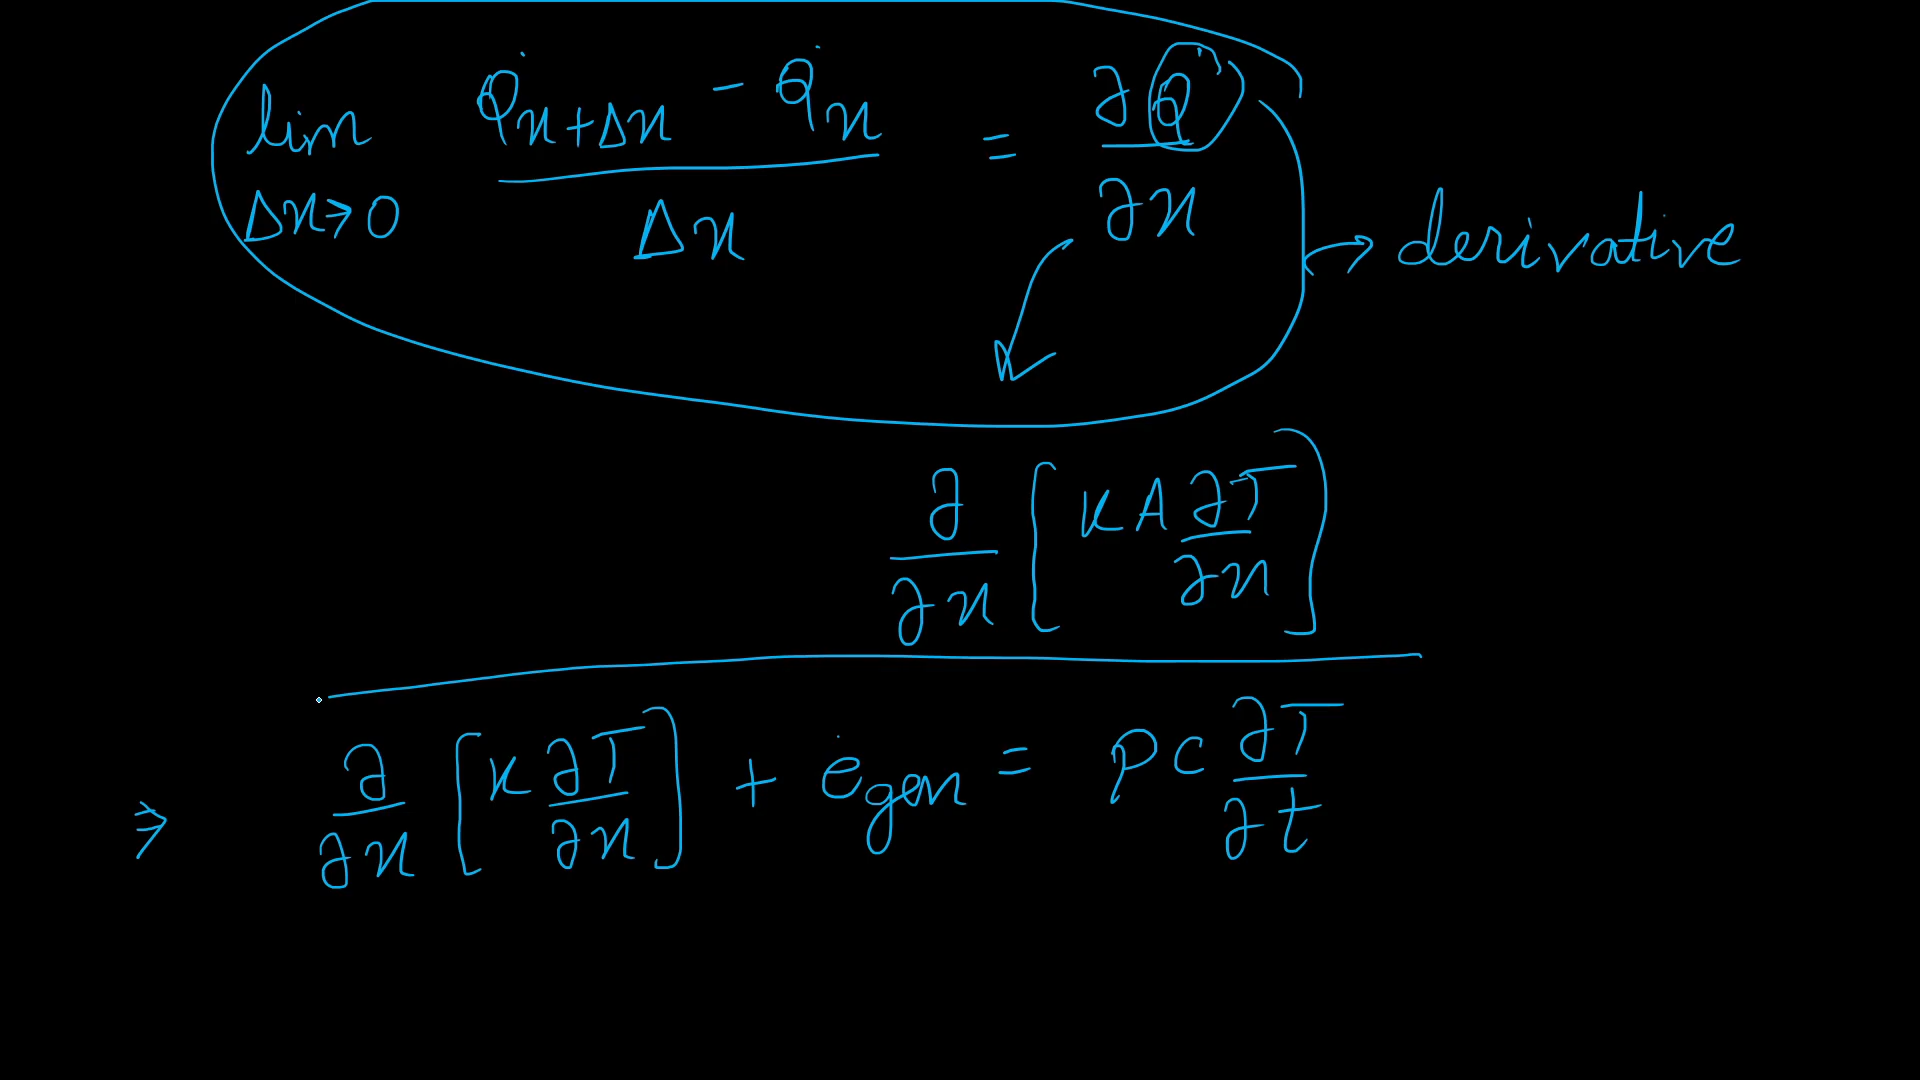 lim Δx→0 (Q̇x+Δx − Q̇x)/Δx = ∂Q̇/∂x → derivative
∂/∂x [KA ∂T/∂x]
⇒ ∂/∂x [K ∂T/∂x] + ėgen = ρc ∂T/∂t